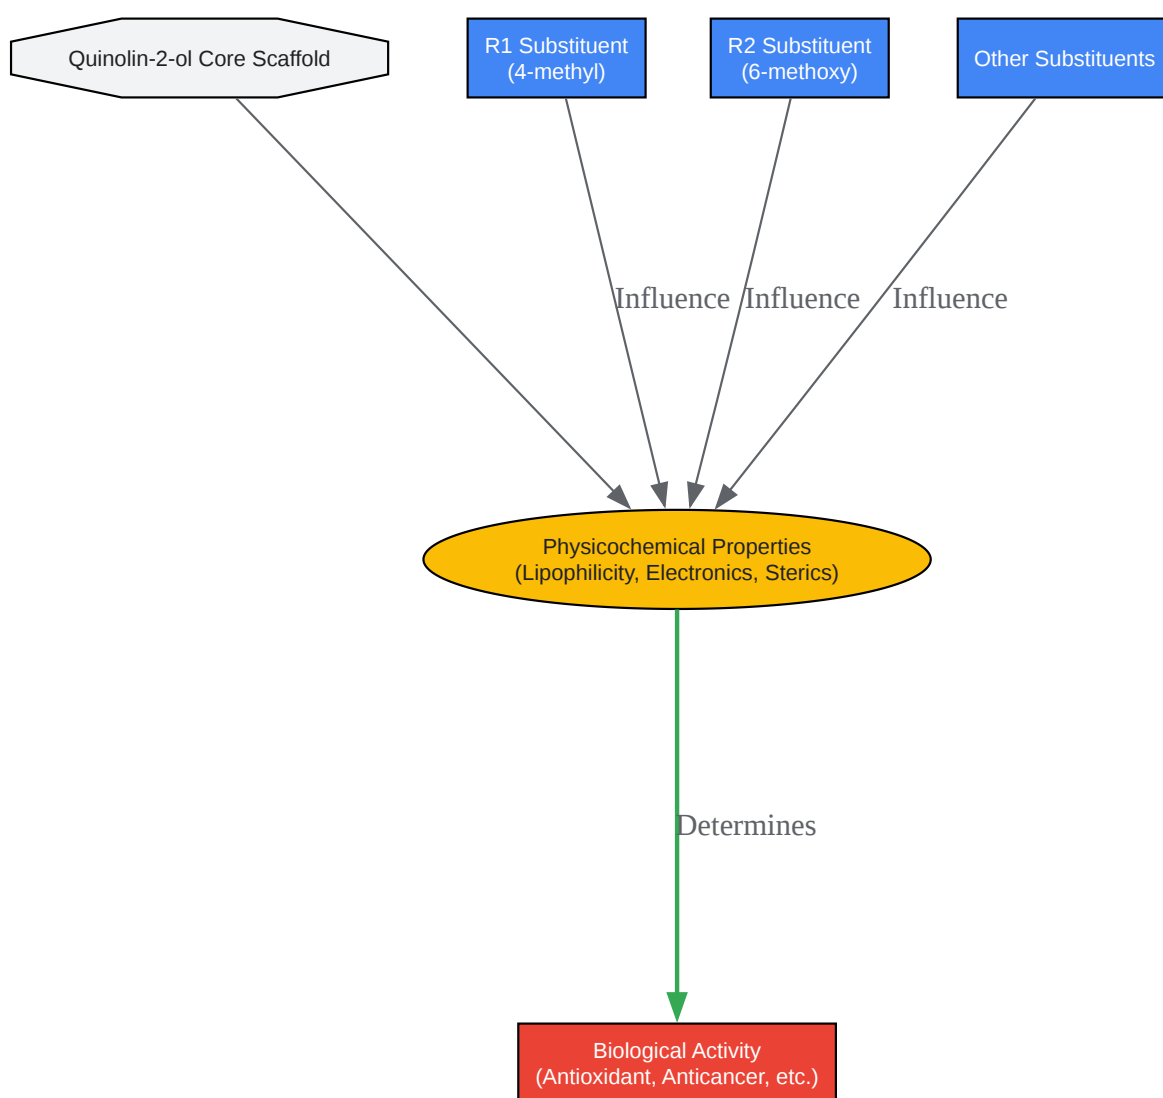 Quinolin-2-ol Core Scaffold
R1 Substituent
(4-methyl)
R2 Substituent
(6-methoxy)
Other Substituents
Influence
Influence
Influence
Physicochemical Properties
(Lipophilicity, Electronics, Sterics)
Determines
Biological Activity
(Antioxidant, Anticancer, etc.)